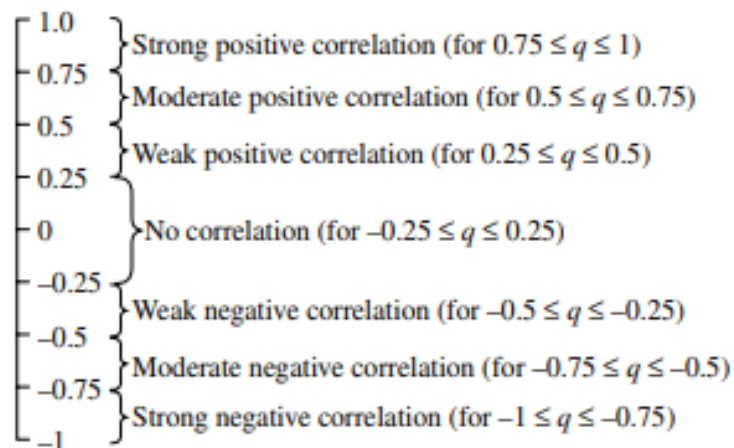 1.0
Strong positive correlation (for 0.75 ≤ q ≤ 1)
0.75
Moderate positive correlation (for 0.5 ≤ q ≤ 0.75)
0.5
Weak positive correlation (for 0.25 ≤ q ≤ 0.5)
0.25
0 No correlation (for –0.25 ≤ q ≤ 0.25)
–0.25
Weak negative correlation (for –0.5 ≤ q ≤ –0.25)
–0.5
Moderate negative correlation (for –0.75 ≤ q ≤ –0.5)
–0.75
Strong negative correlation (for –1 ≤ q ≤ –0.75)
–1